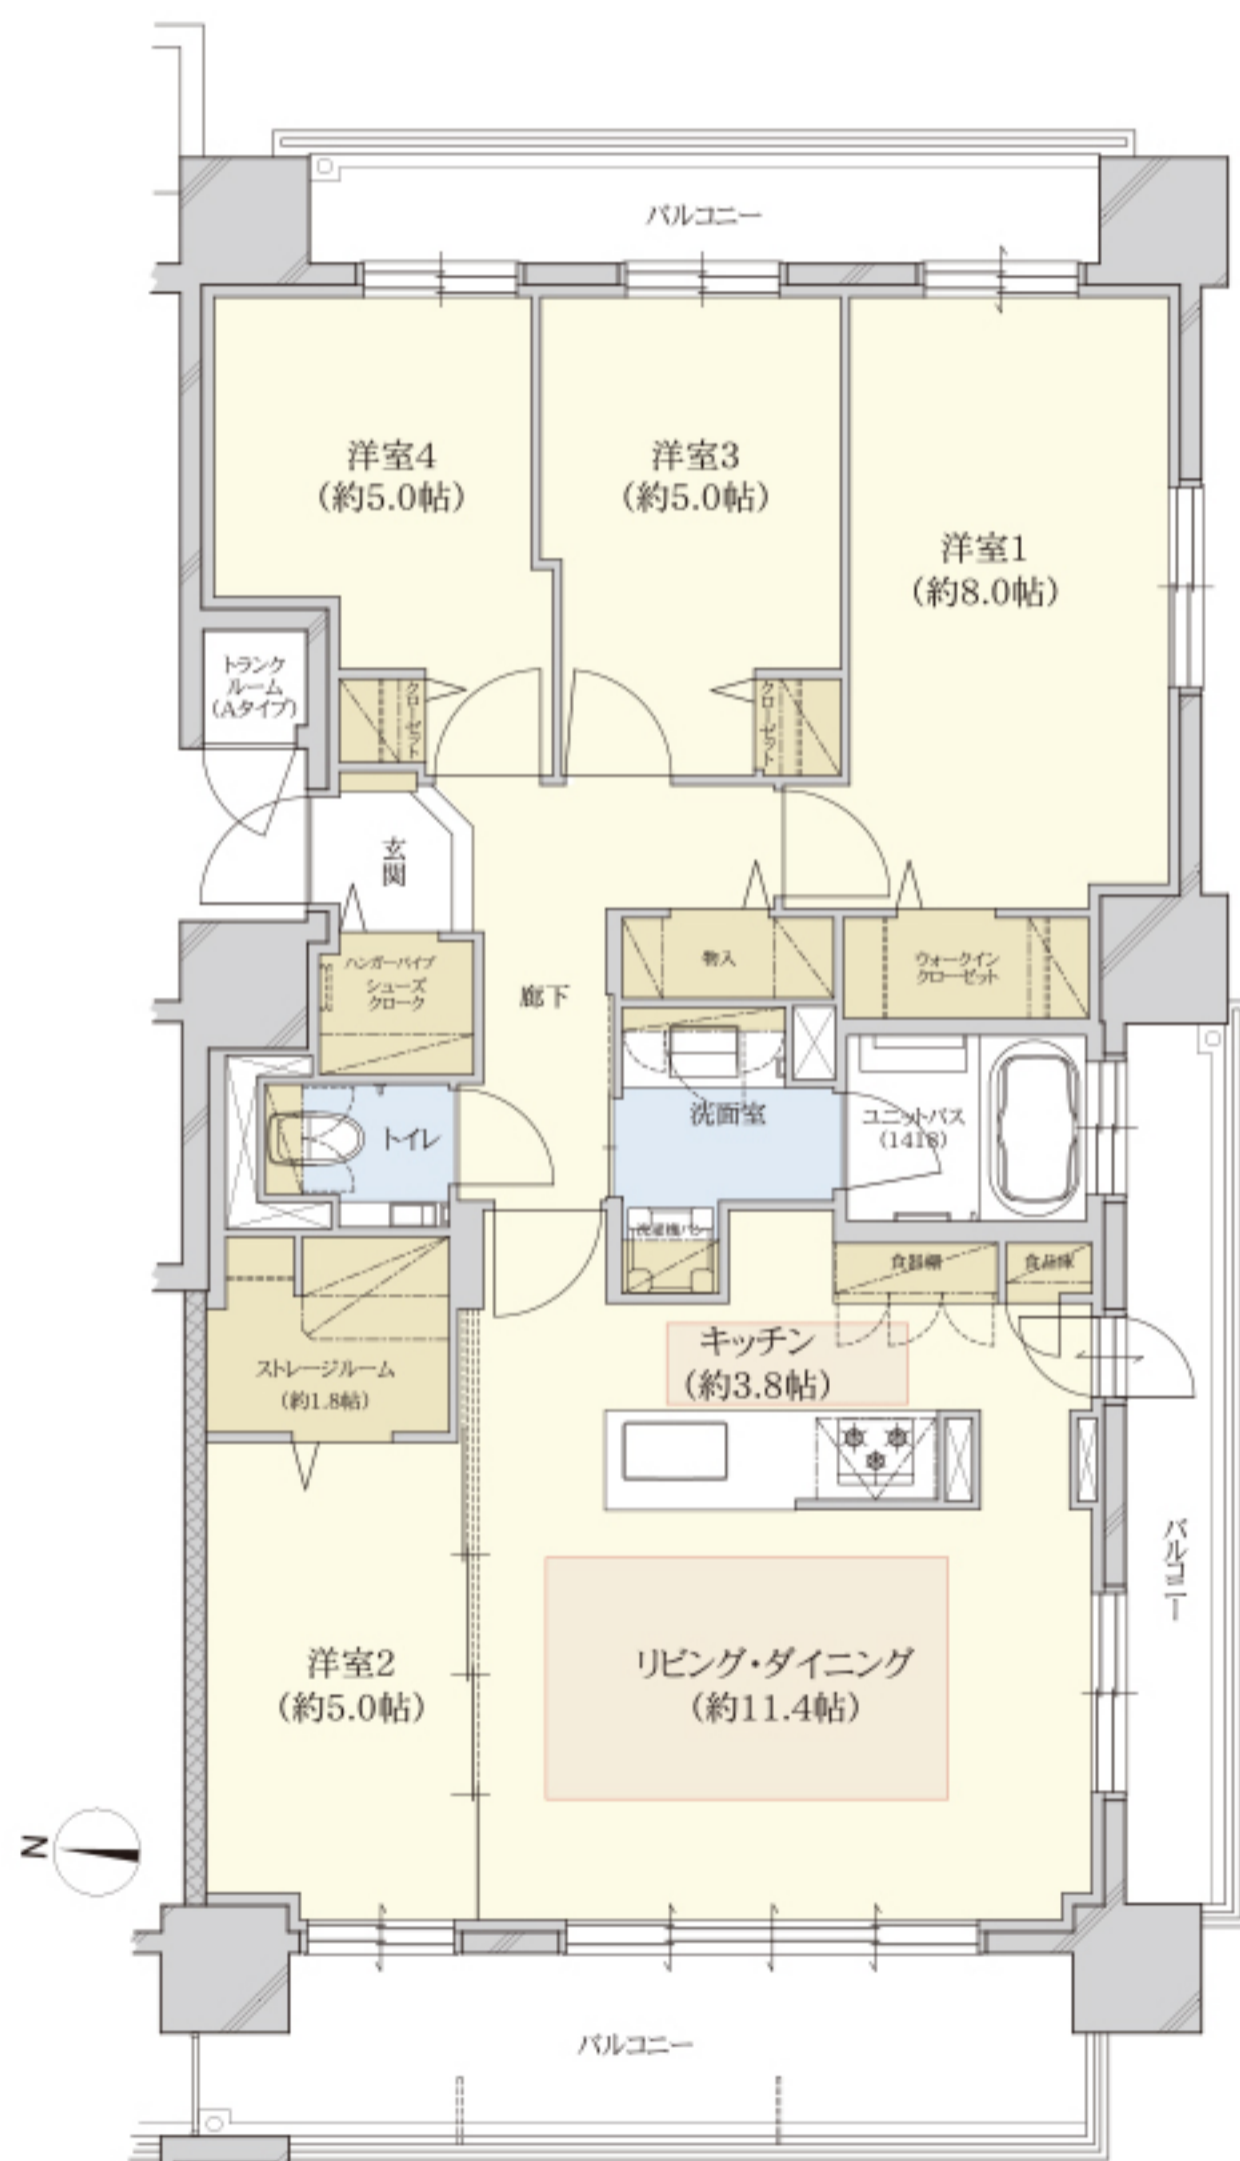 バルコニー
洋室4
(約5.0帖)
洋室3
(約5.0帖)
洋室1
(約8.0帖)
トランク
ルーム
(Aタイプ)
クローゼット
クローゼット
玄関
ハンガーパイプ
シューズ
クローク
廊下
物入
ウォークイン
クローゼット
トイレ
洗面室
ユニットバス
(1418)
洗濯機パン
食器棚
食品庫
キッチン
(約3.8帖)
ストレージルーム
(約1.8帖)
洋室2
(約5.0帖)
リビング・ダイニング
(約11.4帖)
バルコニー
N
バルコニー